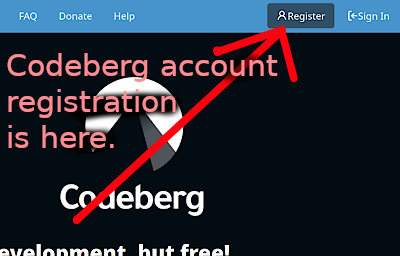 FAQ Donate Help Register Sign In
Codeberg account
registration
is here.
Codeberg
evelopment, but free!